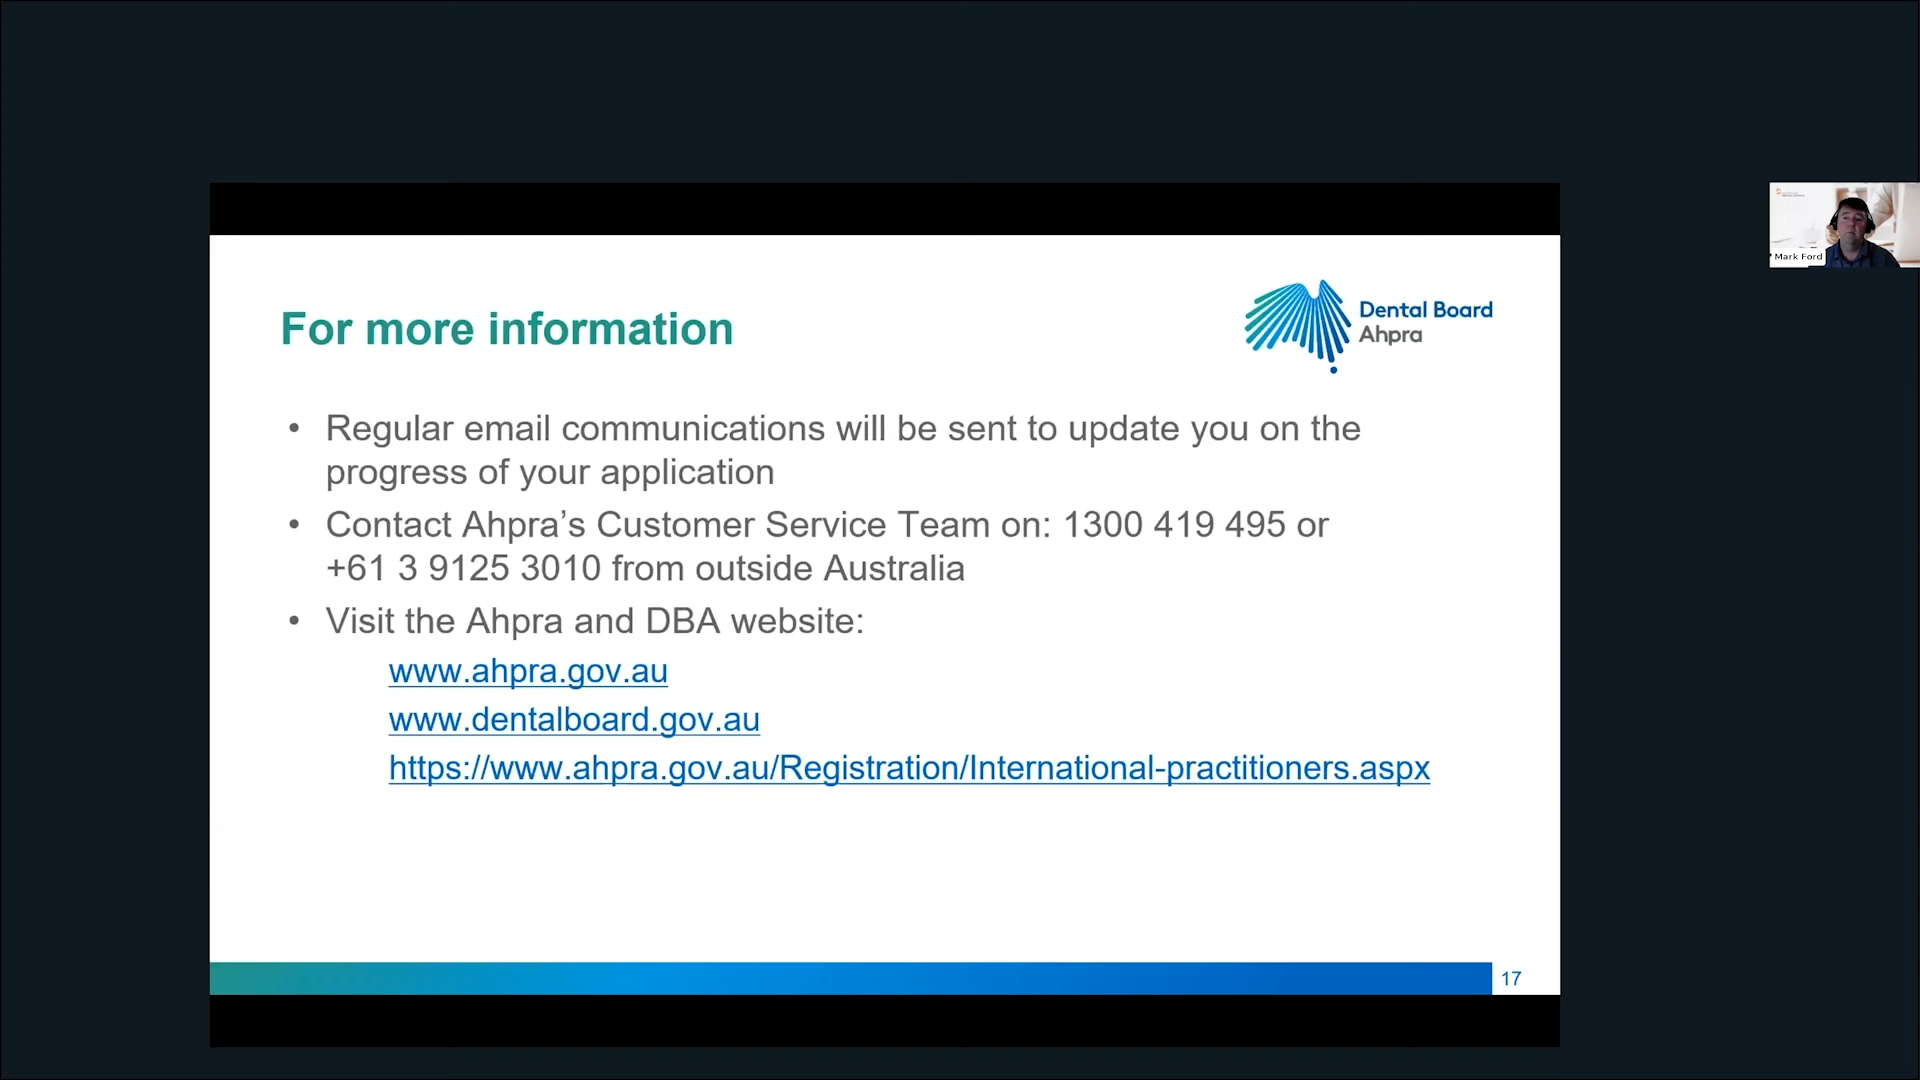 For more information
Dental Board
Ahpra
• Regular email communications will be sent to update you on the
progress of your application
• Contact Ahpra’s Customer Service Team on: 1300 419 495 or
+61 3 9125 3010 from outside Australia
• Visit the Ahpra and DBA website:
www.ahpra.gov.au
www.dentalboard.gov.au
https://www.ahpra.gov.au/Registration/International-practitioners.aspx
17
Mark Ford